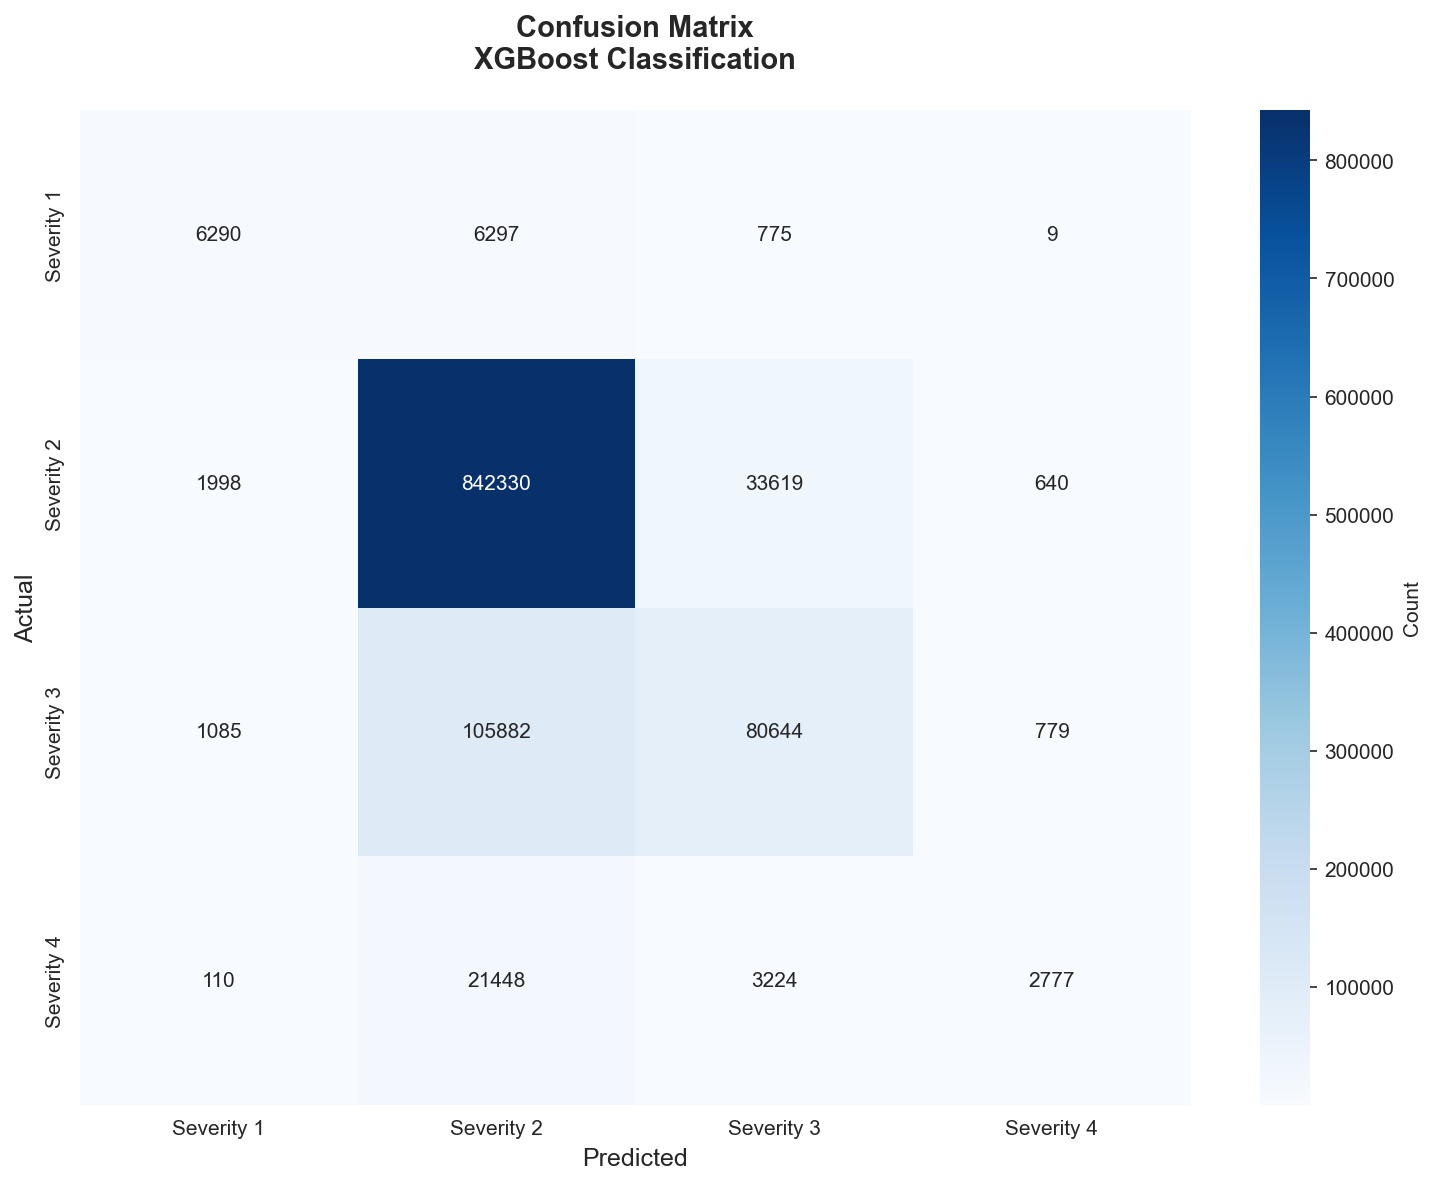 Confusion Matrix
XGBoost Classification
Severity 1
6290 6297 775 9
Severity 2
1998 842330 33619 640
Severity 3
1085 105882 80644 779
Severity 4
110 21448 3224 2777
Actual
Severity 1 Severity 2 Severity 3 Severity 4
Predicted
800000
700000
600000
500000
400000
300000
200000
100000
Count